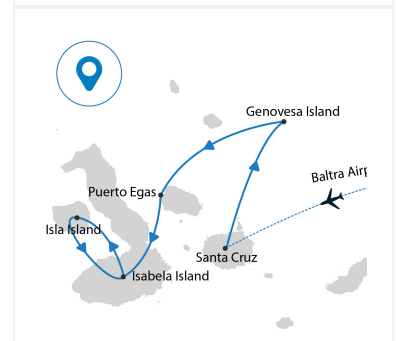 Genovesa Island
Baltra Airp
Puerto Egas
Isla Island
Santa Cruz
Isabela Island